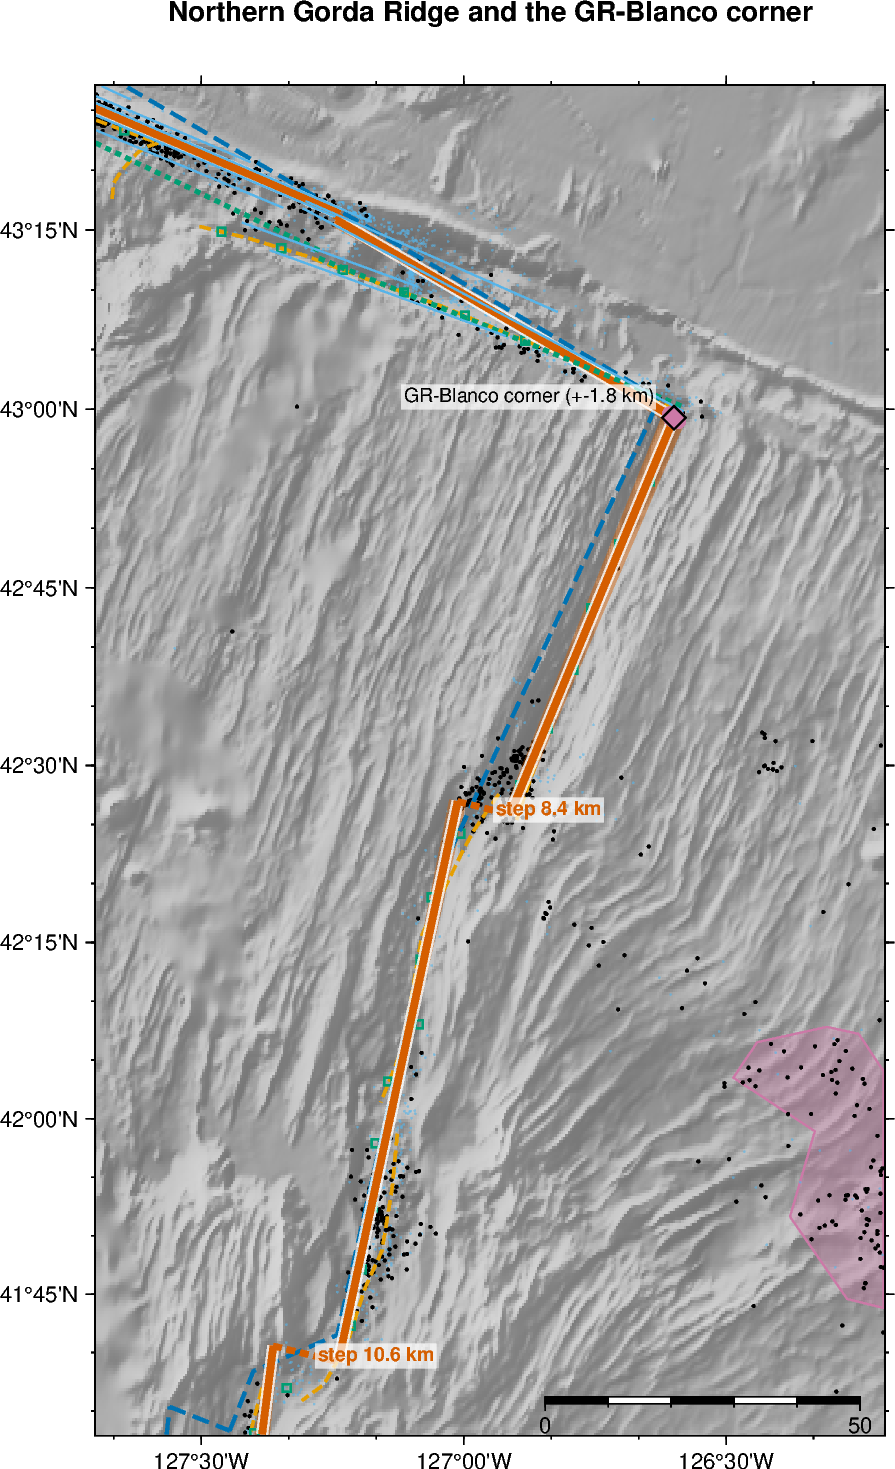 Northern Gorda Ridge and the GR-Blanco corner
43°15'N
43°00'N
GR-Blanco corner (+-1.8 km)
42°45'N
42°30'N
step 8.4 km
42°15'N
42°00'N
41°45'N
step 10.6 km
0 50
127°30'W 127°00'W 126°30'W